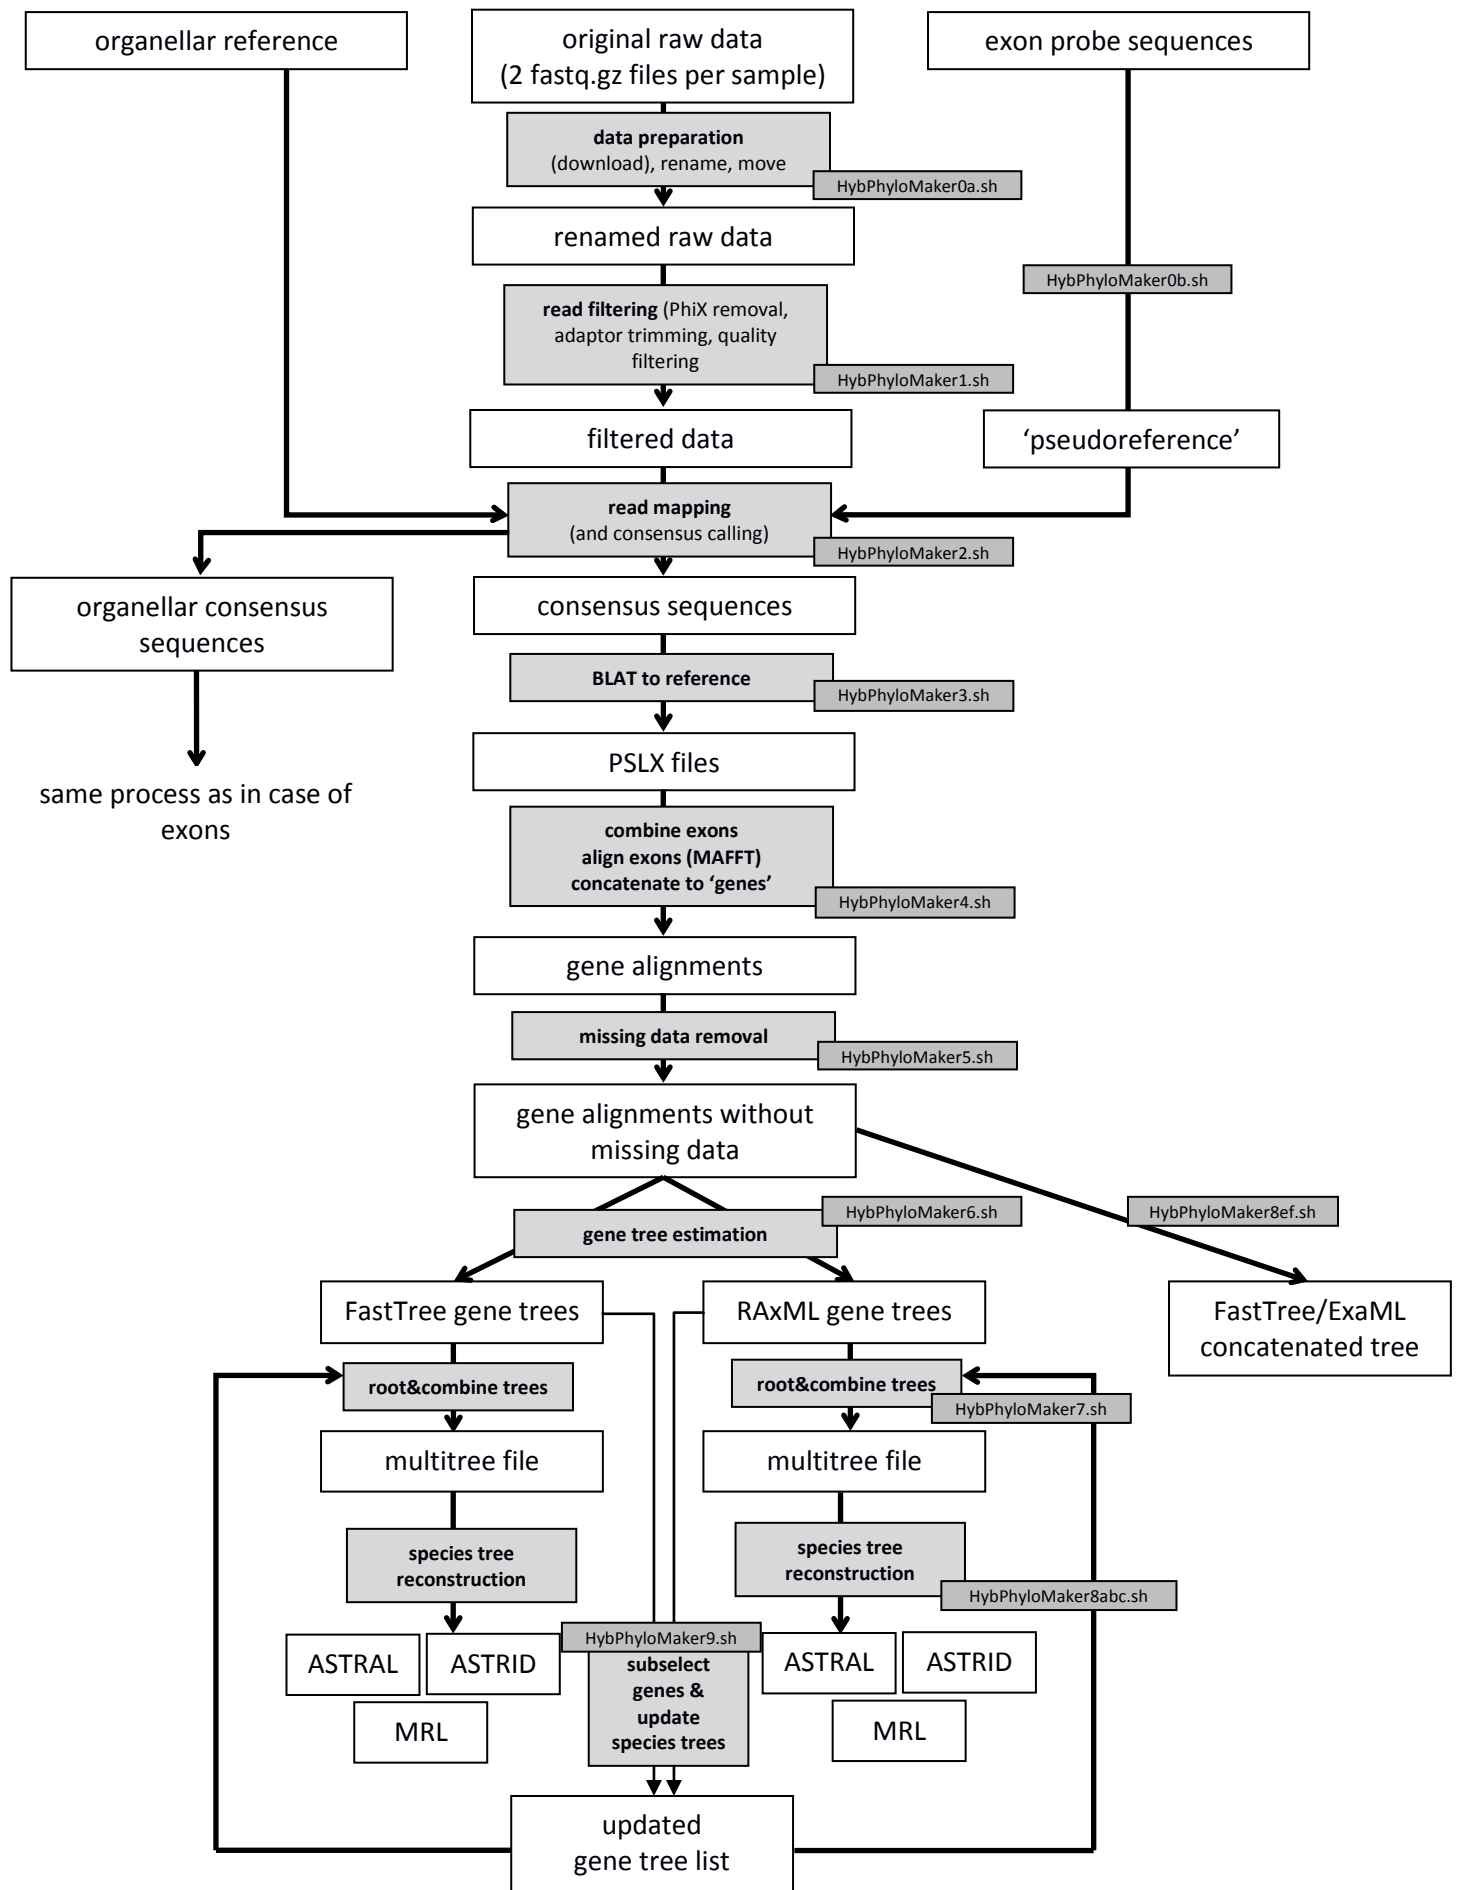 organellar reference
original raw data
(2 fastq.gz files per sample)
exon probe sequences
data preparation
(download), rename, move
HybPhyloMaker0a.sh
renamed raw data
HybPhyloMaker0b.sh
read filtering (PhiX removal,
adaptor trimming, quality
filtering
HybPhyloMaker1.sh
filtered data
‘pseudoreference’
read mapping
(and consensus calling)
HybPhyloMaker2.sh
organellar consensus
sequences
consensus sequences
BLAT to reference
HybPhyloMaker3.sh
PSLX files
same process as in case of
exons
combine exons
align exons (MAFFT)
concatenate to ‘genes’
HybPhyloMaker4.sh
gene alignments
missing data removal
HybPhyloMaker5.sh
gene alignments without
missing data
HybPhyloMaker6.sh
HybPhyloMaker8ef.sh
gene tree estimation
FastTree gene trees
RAxML gene trees
FastTree/ExaML
concatenated tree
root&combine trees
root&combine trees
HybPhyloMaker7.sh
multitree file
multitree file
species tree
reconstruction
species tree
reconstruction
HybPhyloMaker8abc.sh
ASTRAL
ASTRID
MRL
HybPhyloMaker9.sh
subselect
genes &
update
species trees
ASTRAL
ASTRID
MRL
updated
gene tree list